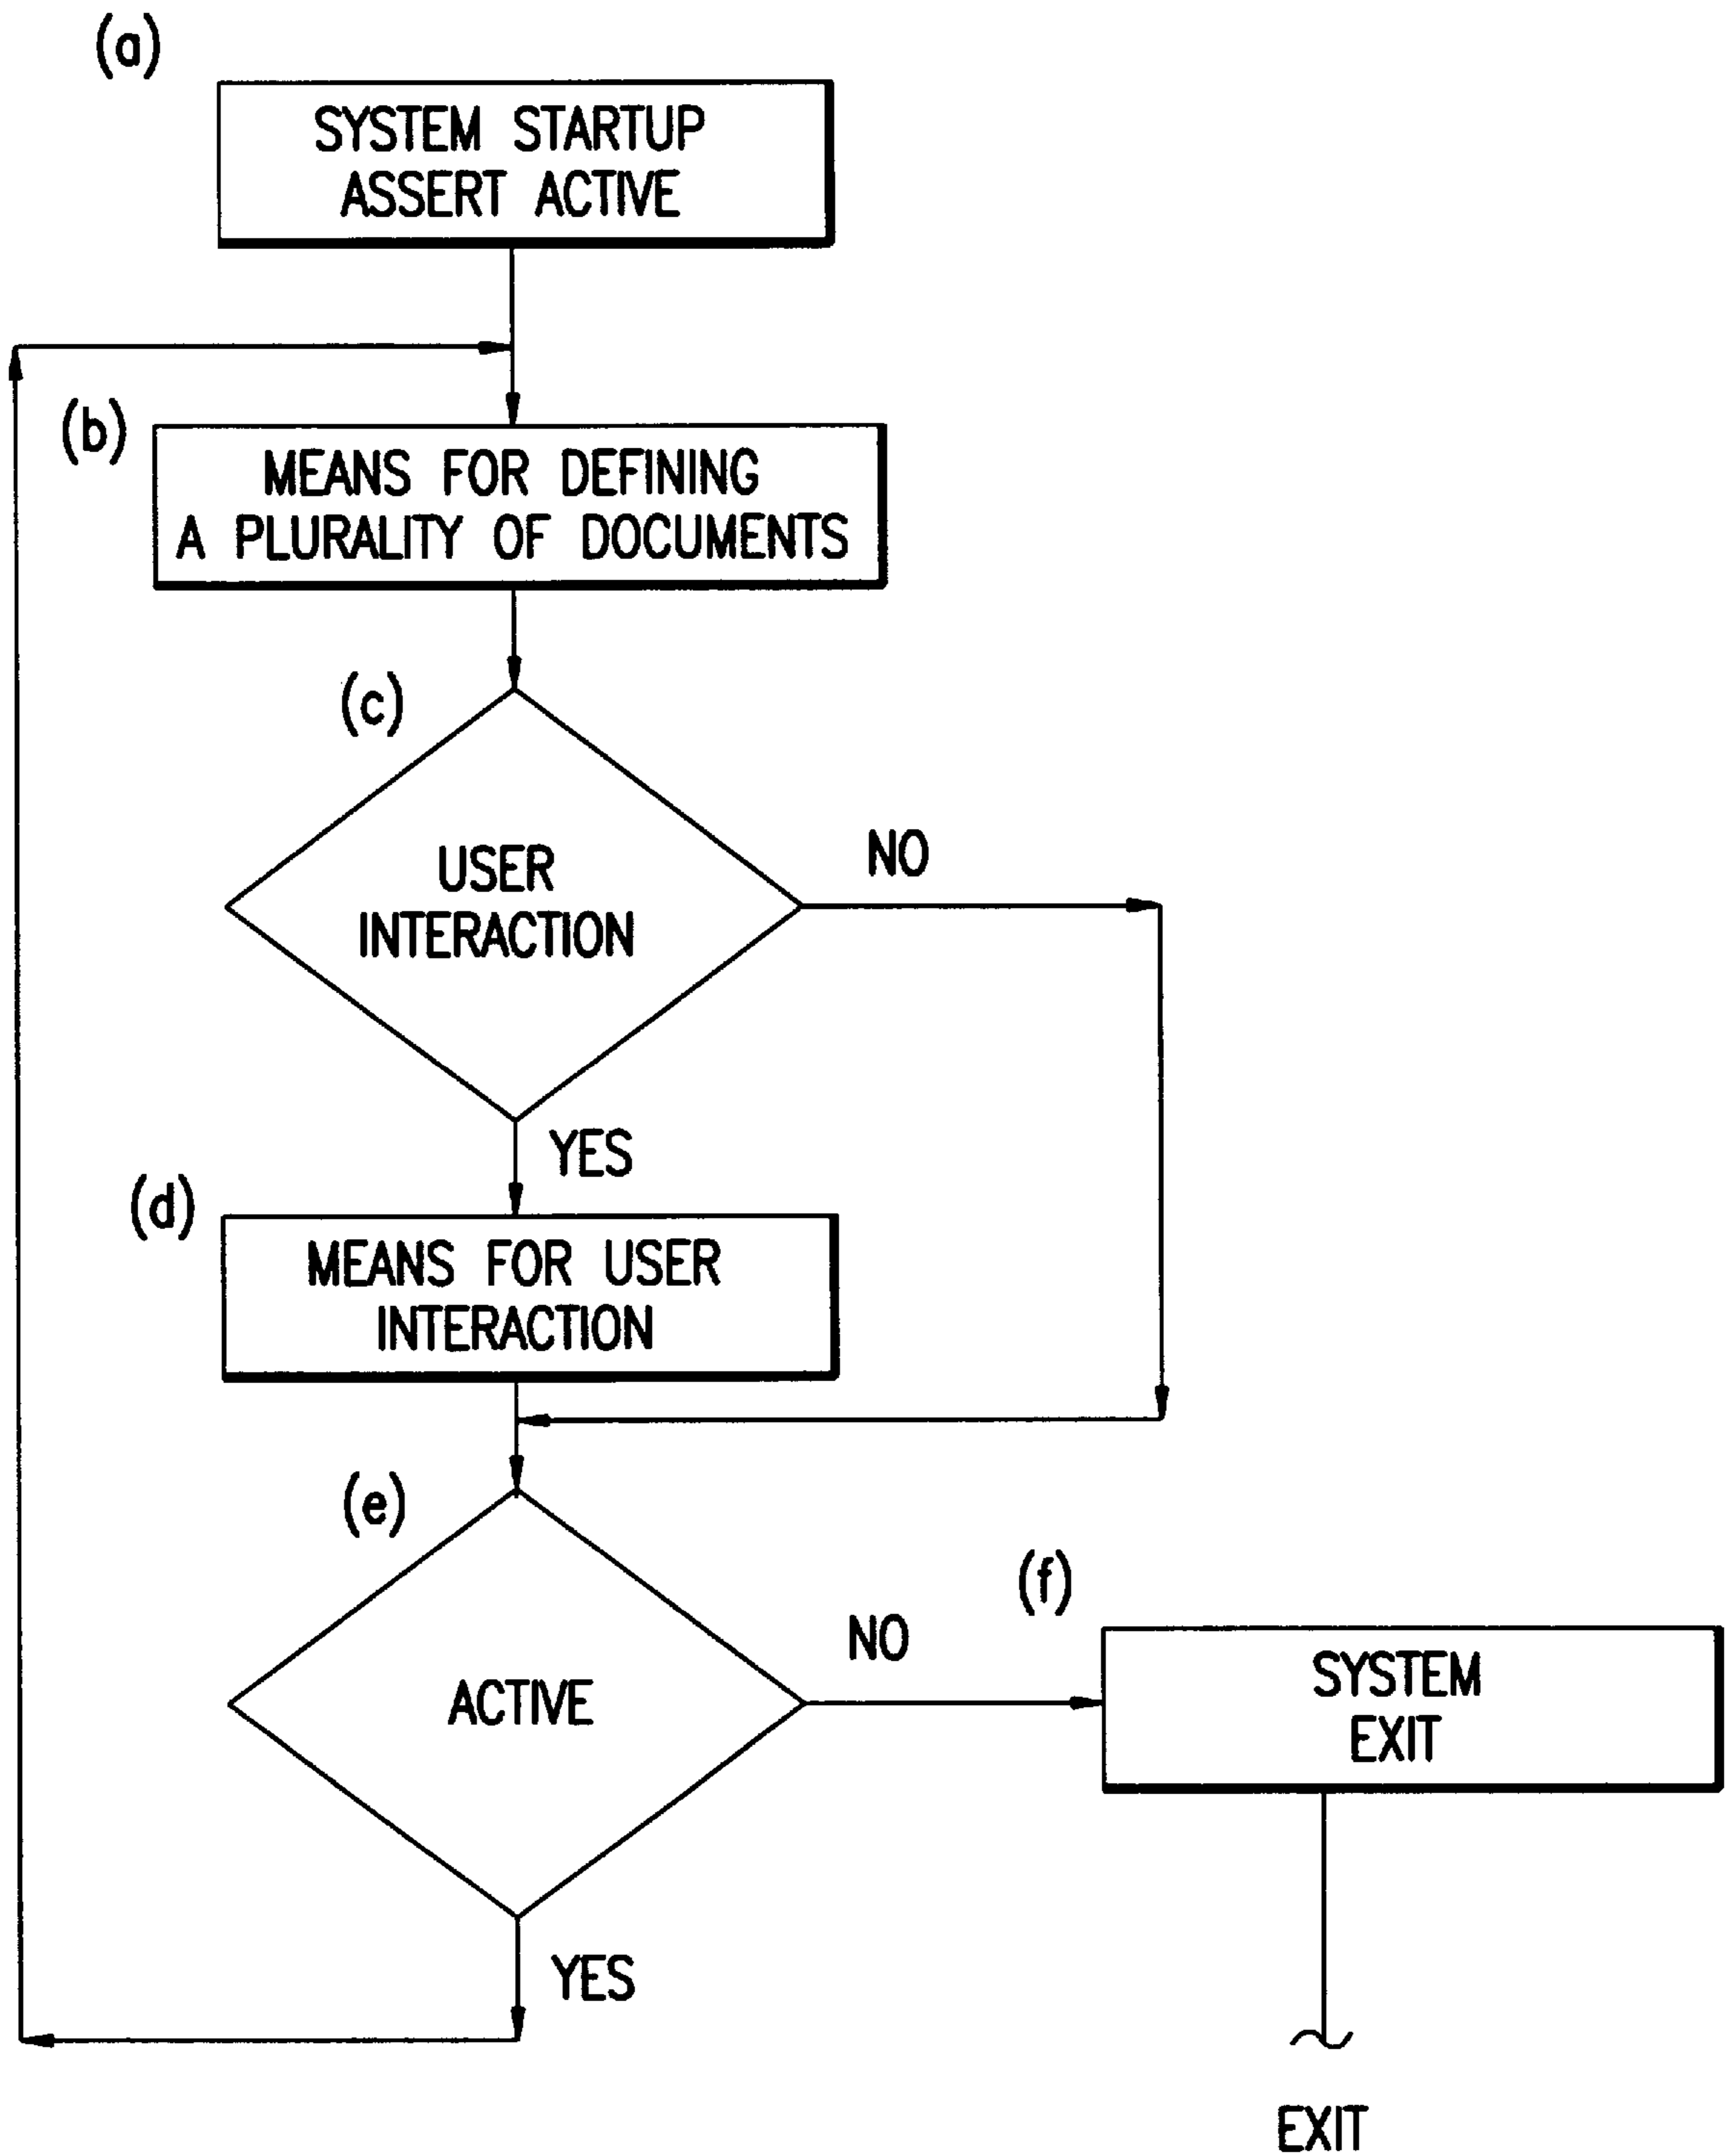 (a)
SYSTEM STARTUP
ASSERT ACTIVE
(b)
MEANS FOR DEFINING
A PLURALITY OF DOCUMENTS
(c)
USER
INTERACTION
NO
YES
(d)
MEANS FOR USER
INTERACTION
(e)
ACTIVE
NO
(f)
SYSTEM
EXIT
YES
EXIT